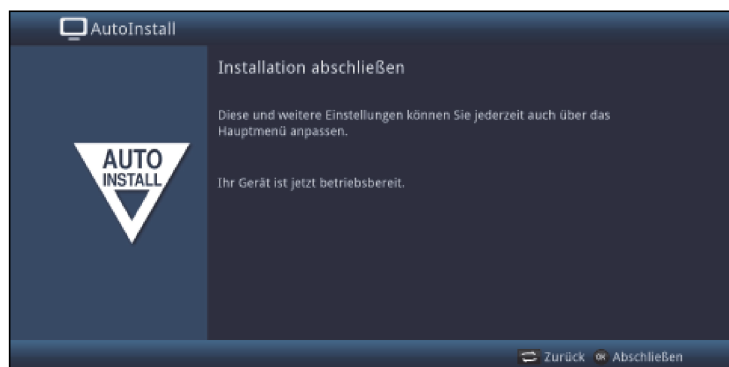 AutoInstall
Installation abschließen
Diese und weitere Einstellungen können Sie jederzeit auch über das
Hauptmenü anpassen.
AUTO
INSTALL
Ihr Gerät ist jetzt betriebsbereit.
Zurück OK Abschließen